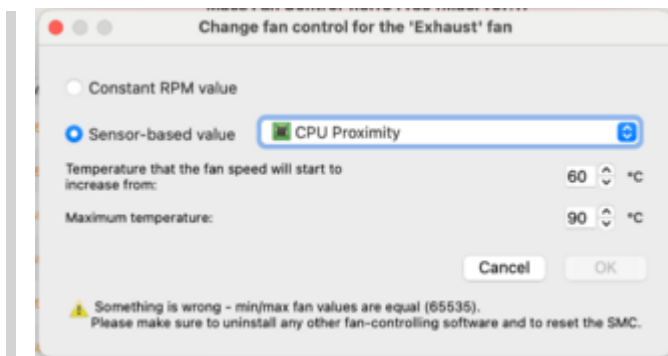 Change fan control for the 'Exhaust' fan
Constant RPM value
Sensor-based value
CPU Proximity
Temperature that the fan speed will start to
increase from:
60
°C
Maximum temperature:
90
°C
Cancel
OK
Something is wrong - min/max fan values are equal (65535).
Please make sure to uninstall any other fan-controlling software and to reset the SMC.